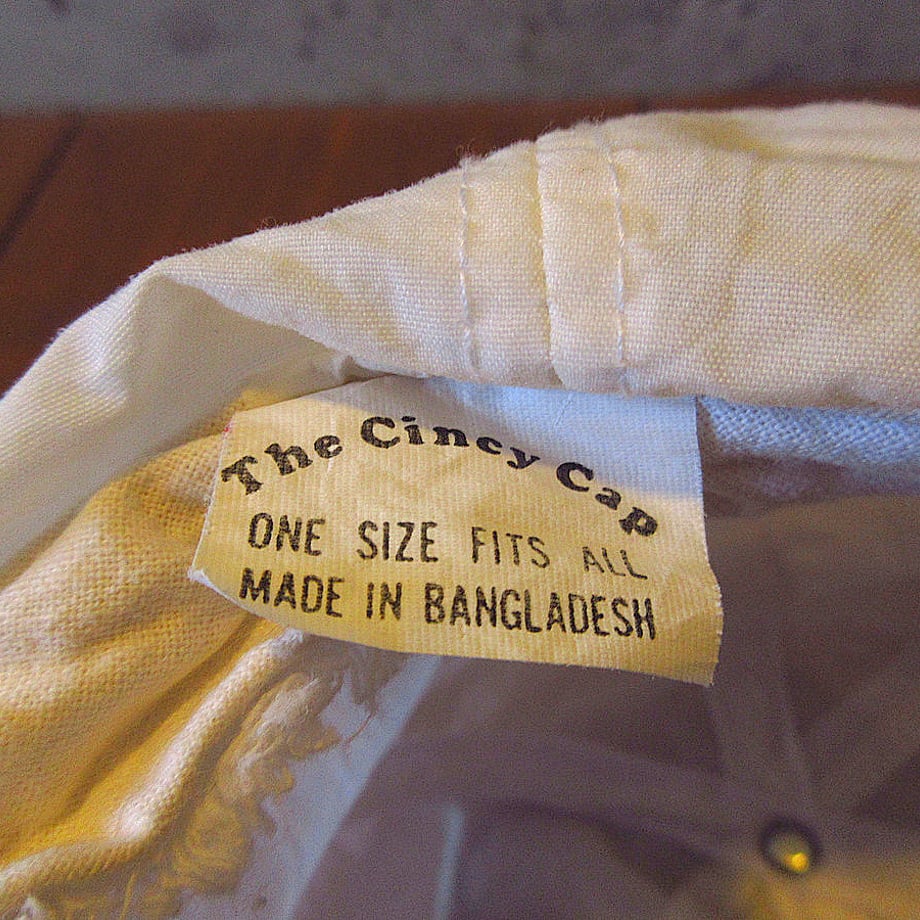 The Cincy Cap
ONE SIZE FITS ALL
MADE IN BANGLADESH